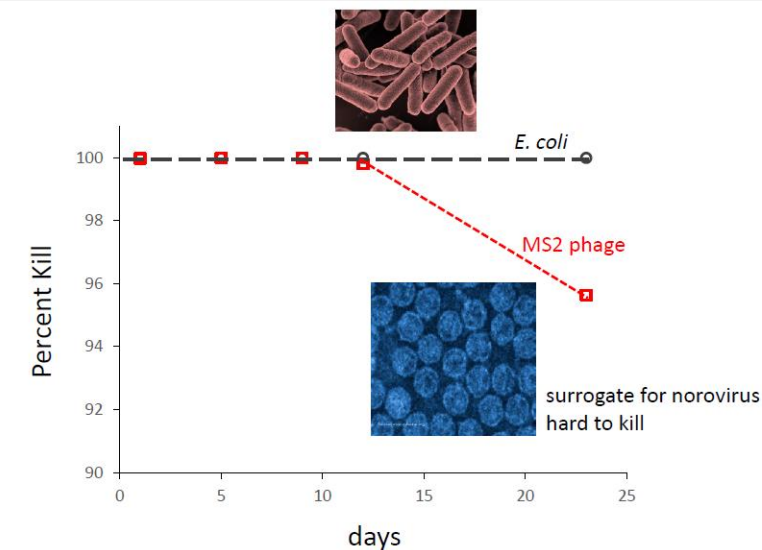 E. coli
100
98
MS2 phage
96
Percent Kill
94
surrogate for norovirus
92
hard to kill
90
0 5 10 15 20 25
days